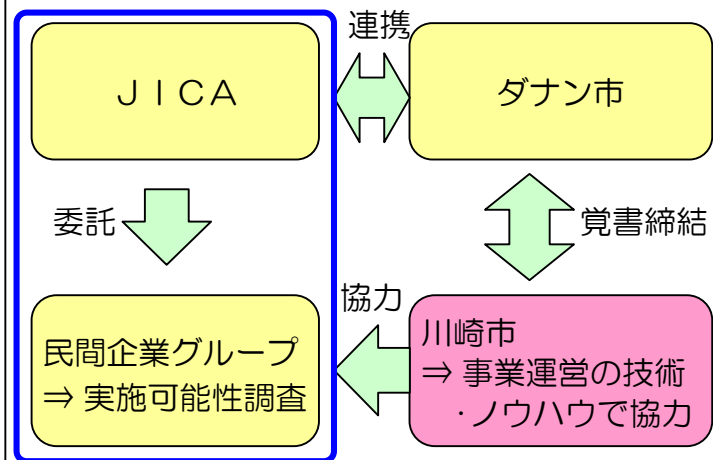 連携
ＪＩＣＡ
ダナン市
委託
覚書締結
協力
民間企業グループ
⇒ 実施可能性調査
川崎市
⇒ 事業運営の技術
・ノウハウで協力